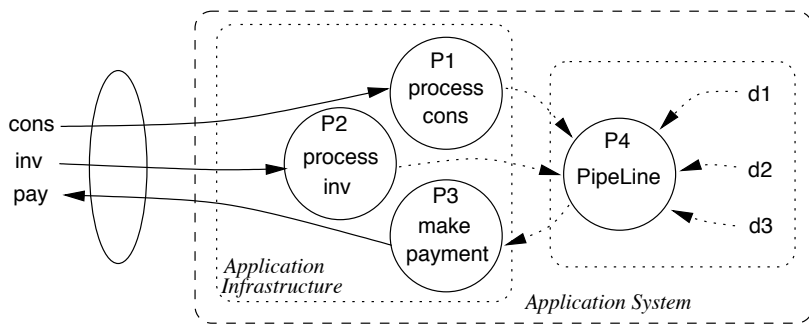 cons
inv
pay
P1
process
cons
P2
process
inv
P3
make
payment
P4
PipeLine
d1
d2
d3
Application
Infrastructure
Application System